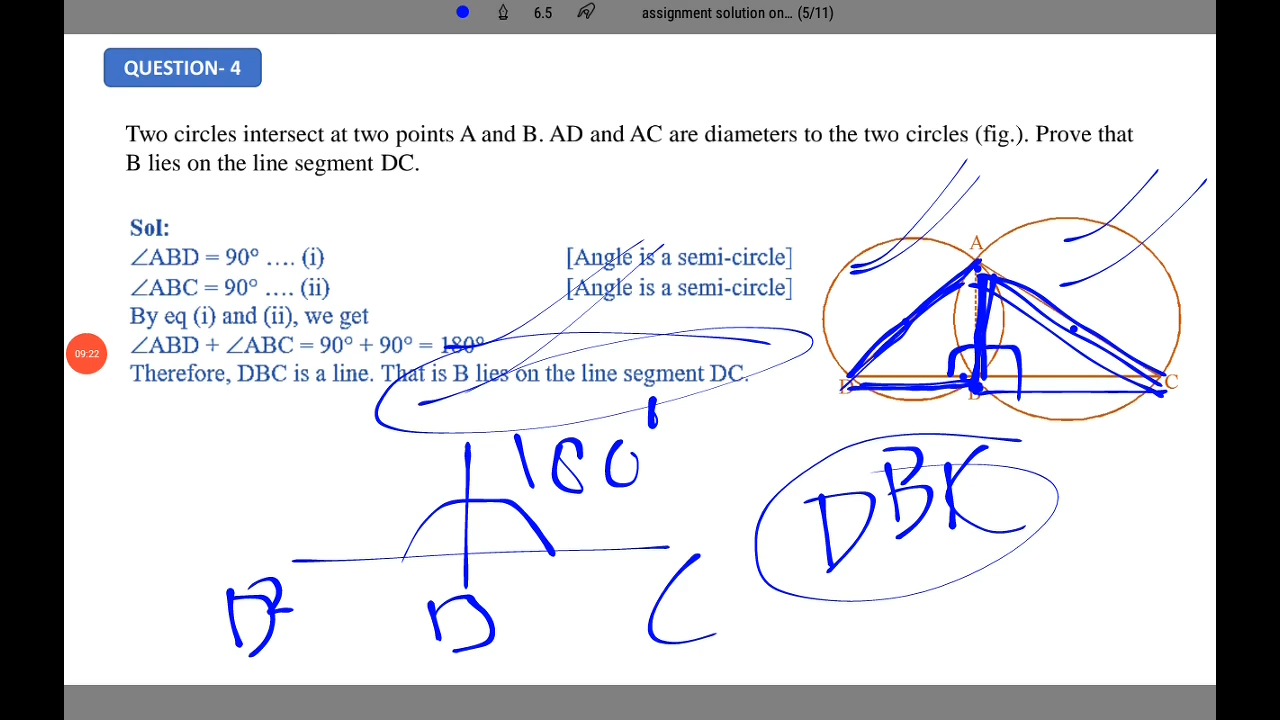 6.5 assignment solution on... (5/11)
QUESTION- 4
Two circles intersect at two points A and B. AD and AC are diameters to the two circles (fig.). Prove that
B lies on the line segment DC.
Sol:
∠ABD = 90° .... (i) [Angle is a semi-circle]
∠ABC = 90° .... (ii) [Angle is a semi-circle]
By eq (i) and (ii), we get
∠ABD + ∠ABC = 90° + 90° = 180°
Therefore, DBC is a line. That is B lies on the line segment DC.
A
D B C
09:22
180°
DBC
D C